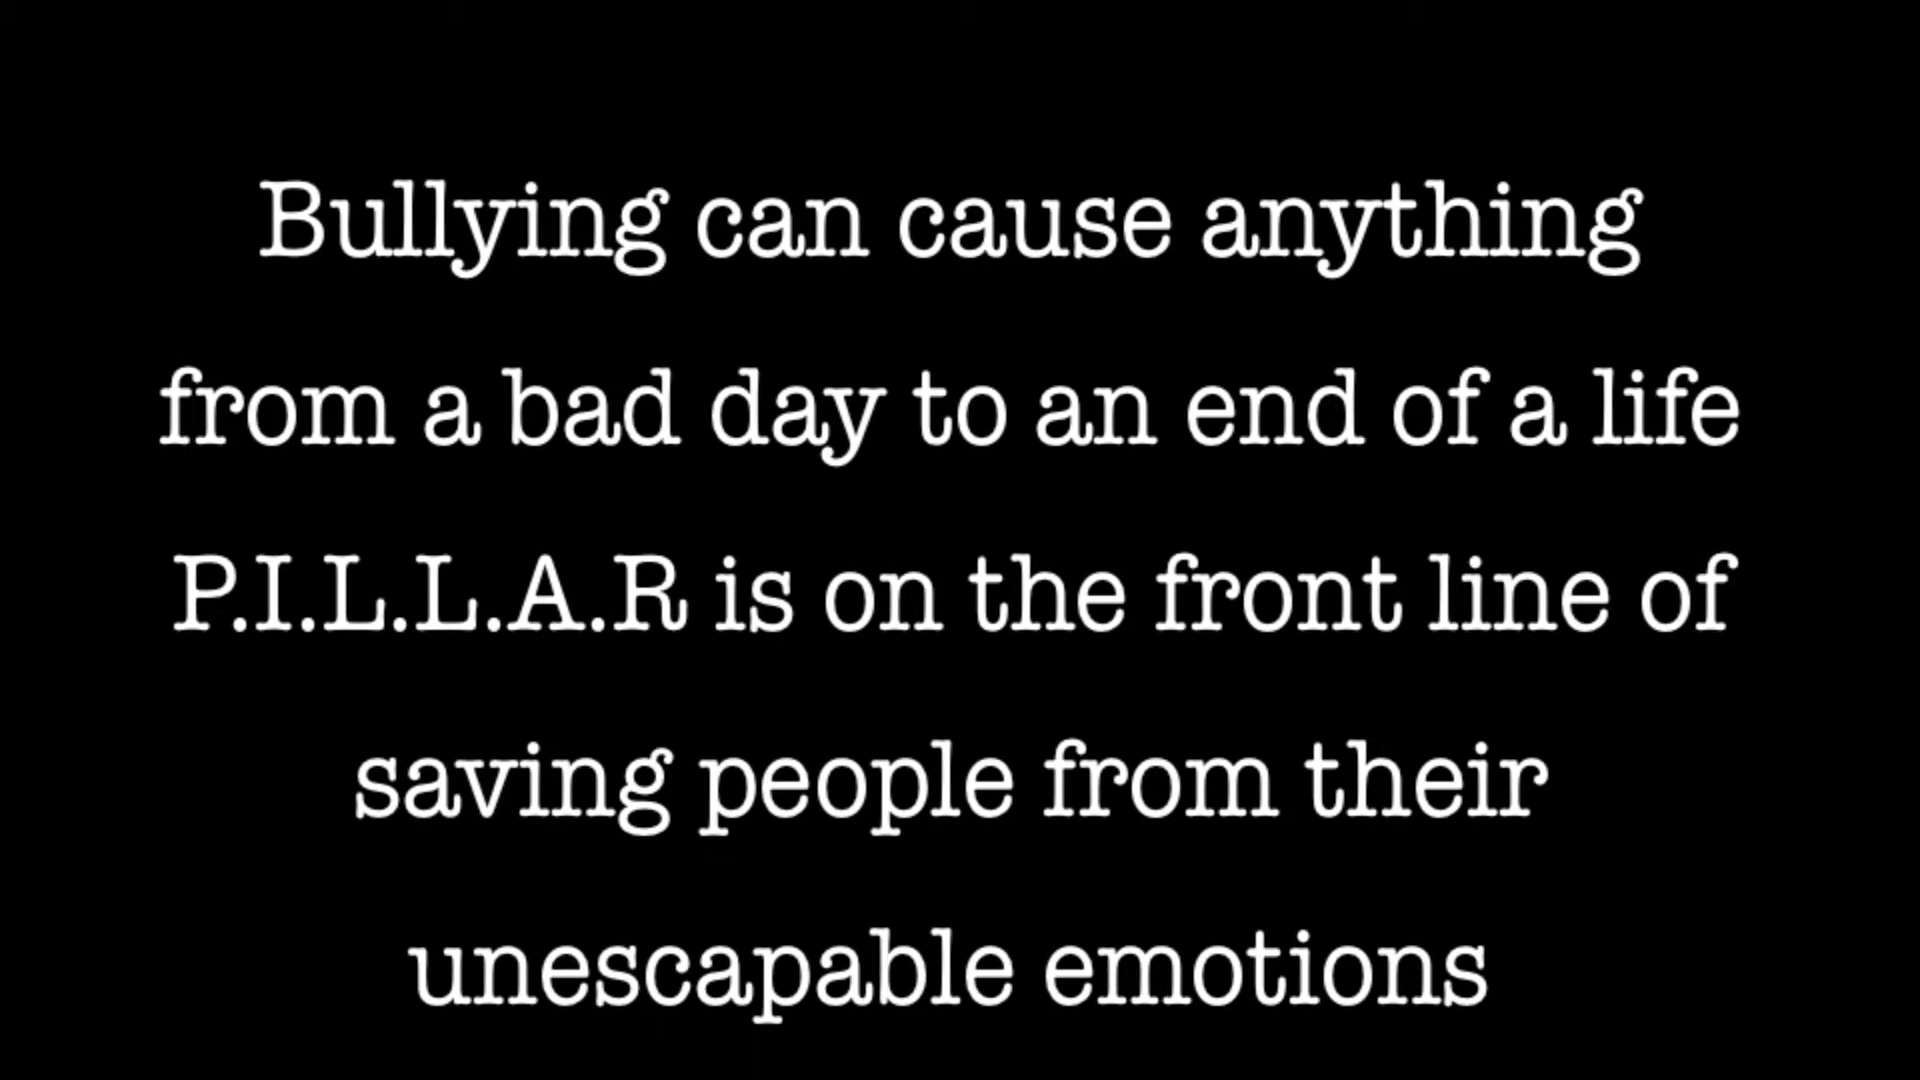 Bullying can cause anything
from a bad day to an end of a life
P.I.L.L.A.R is on the front line of
saving people from their
unescapable emotions